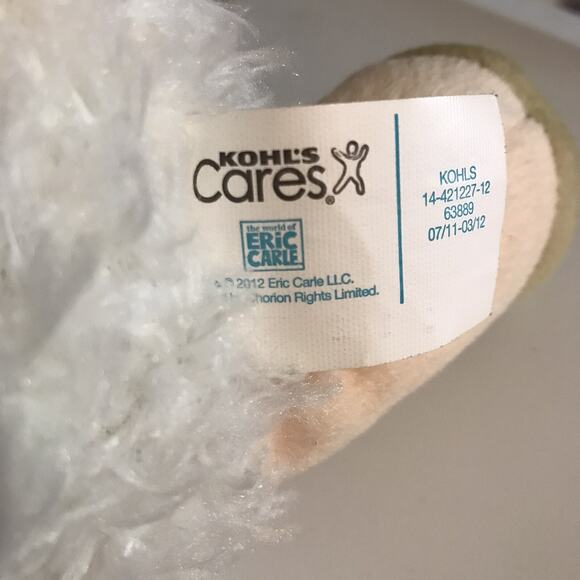 KOHL'S
Cares®
the world of
ERiC
CARLE
© 2012 Eric Carle LLC.
Chorion Rights Limited.
KOHLS
14-421227-12
63889
07/11-03/12